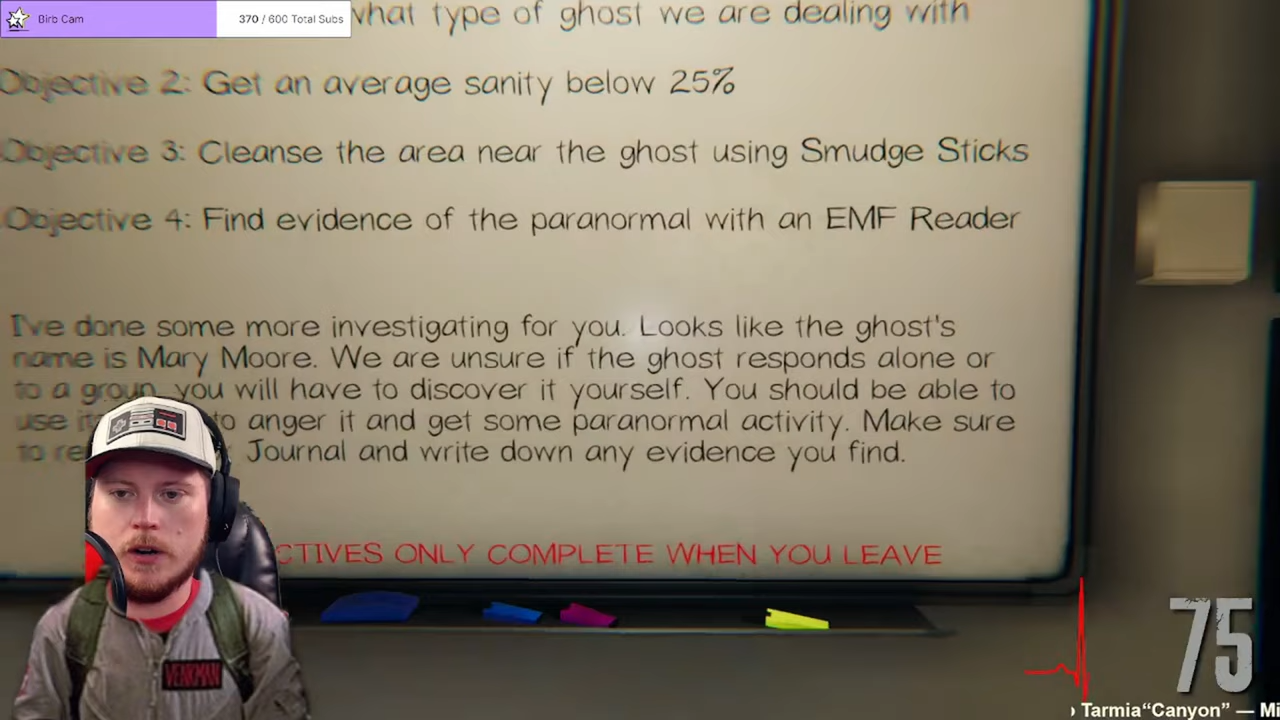 Birb Cam
370 / 600 Total Subs
what type of ghost we are dealing with
Objective 2: Get an average sanity below 25%
Objective 3: Cleanse the area near the ghost using Smudge Sticks
Objective 4: Find evidence of the paranormal with an EMF Reader
I've done some more investigating for you. Looks like the ghost's
name is Mary Moore. We are unsure if the ghost responds alone or
to a group, you will have to discover it yourself. You should be able to
use to anger it and get some paranormal activity. Make sure
to Journal and write down any evidence you find.
CTIVES ONLY COMPLETE WHEN YOU LEAVE
VENKMAN
75
Tarmia“Canyon” — Mi